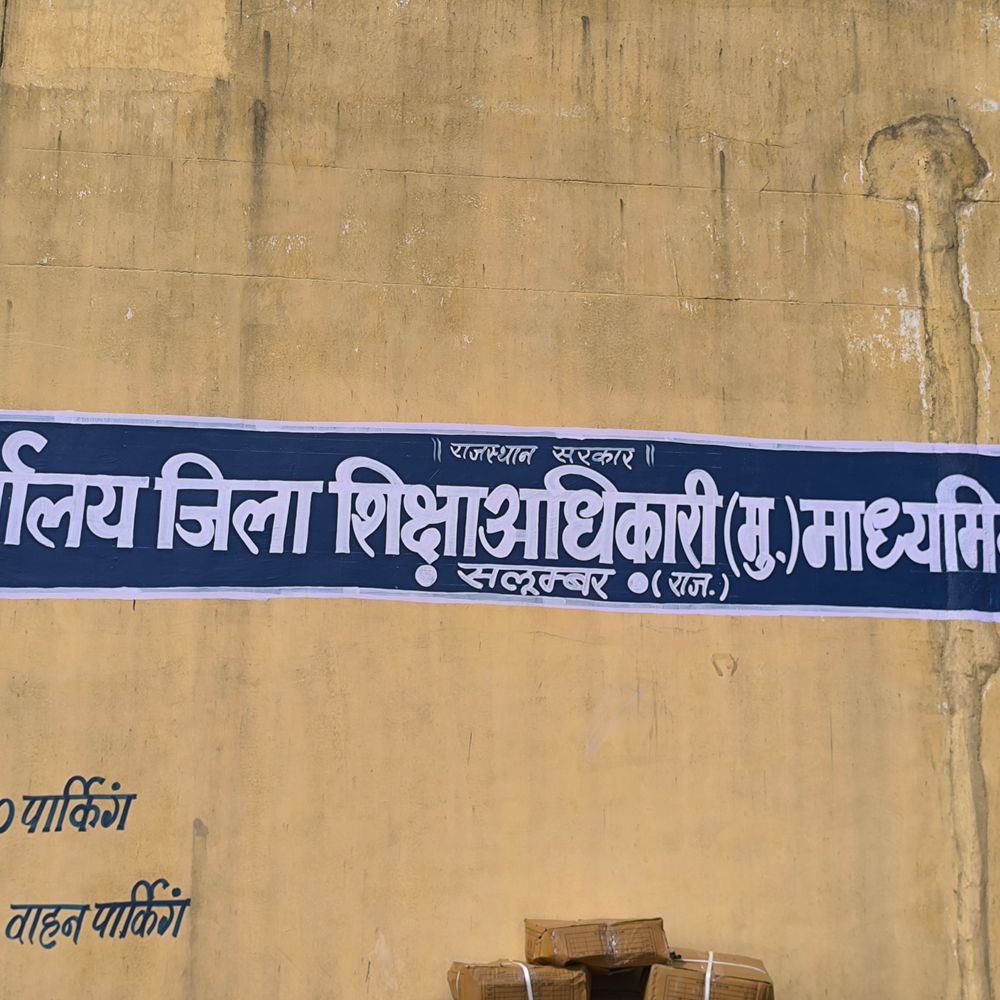 ॥ राजस्थान सरकार ॥
र्यालय जिला शिक्षा अधिकारी (मु.) माध्यमि
• सलूम्बर • (राज.)
पार्किंग
वाहन पार्किंग